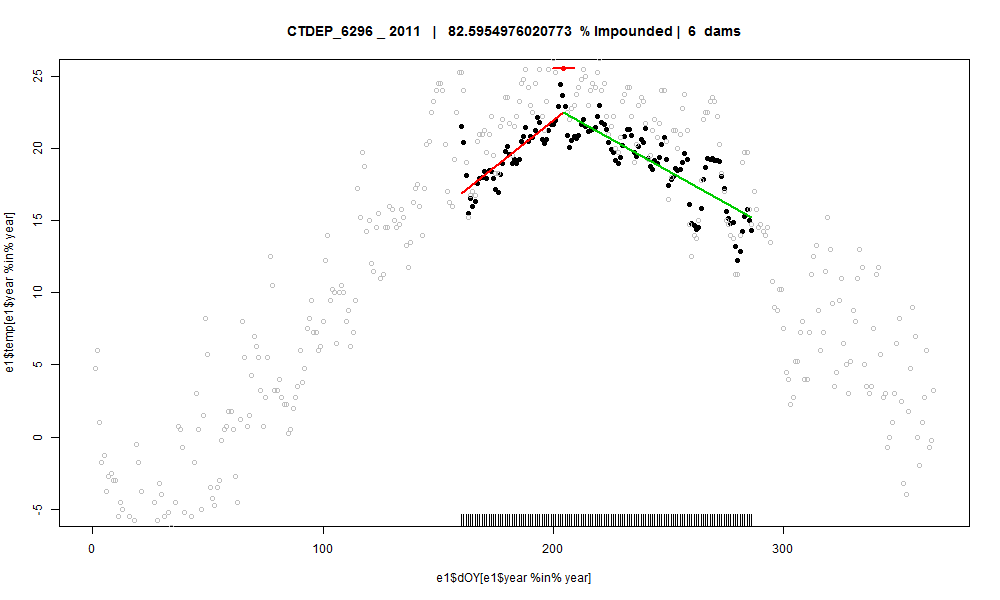 CTDEP_6296 _ 2011 | 82.5954976020773 % Impounded | 6 dams
e1$temp[e1$year %in% year]
25
20
15
10
5
0
-5
0 100 200 300
e1$dOY[e1$year %in% year]